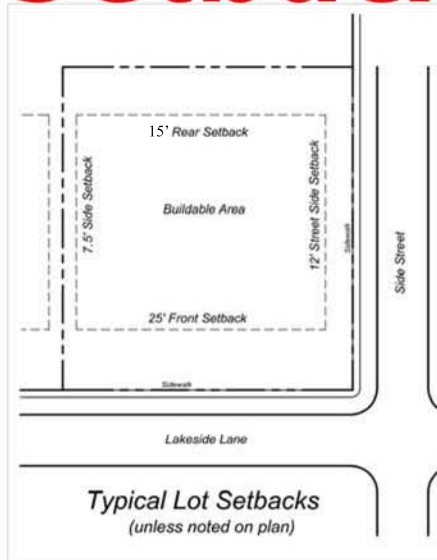 15' Rear Setback
7.5' Side Setback
Buildable Area
12' Street Side Setback
Sidewalk
Side Street
25' Front Setback
Sidewalk
Lakeside Lane
Typical Lot Setbacks
(unless noted on plan)